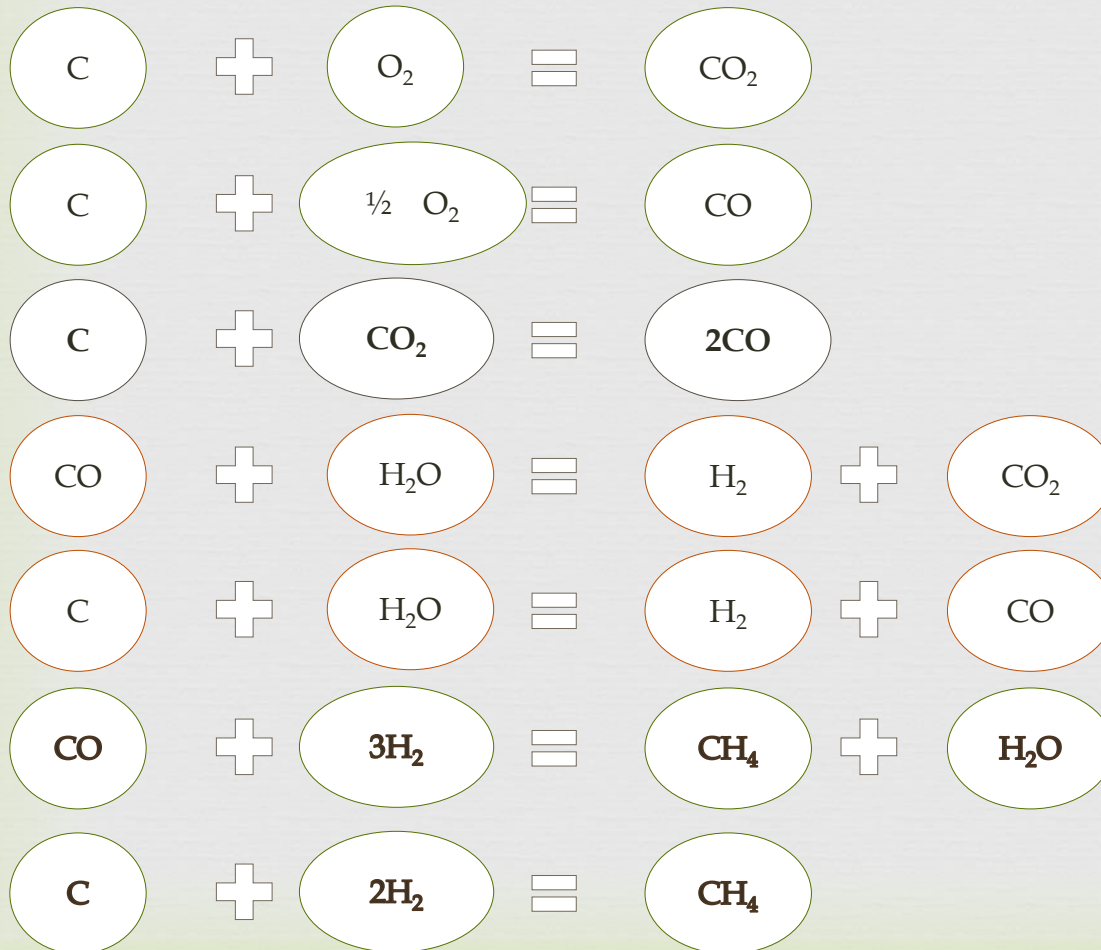 C + O₂ = CO₂
C + ½ O₂ = CO
C + CO₂ = 2CO
CO + H₂O = H₂ + CO₂
C + H₂O = H₂ + CO
CO + 3H₂ = CH₄ + H₂O
C + 2H₂ = CH₄